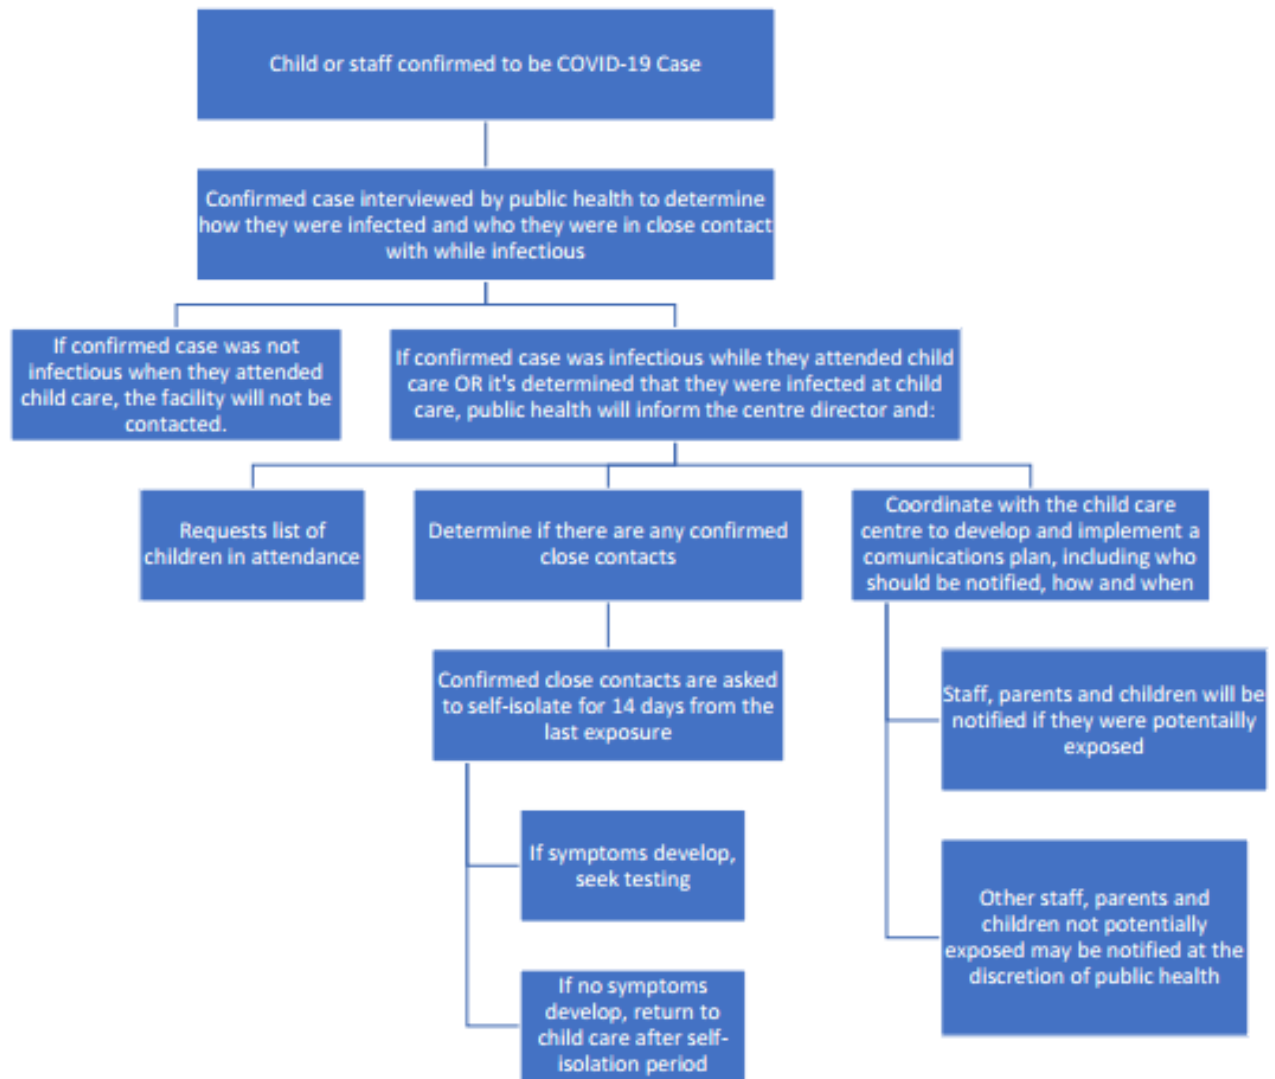 Child or staff confirmed to be COVID-19 Case
Confirmed case interviewed by public health to determine
how they were infected and who they were in close contact
with while infectious
If confirmed case was not
infectious when they attended
child care, the facility will not be
contacted.
If confirmed case was infectious while they attended child
care OR it's determined that they were infected at child
care, public health will inform the centre director and:
Requests list of
children in attendance
Determine if there are any confirmed
close contacts
Coordinate with the child care
centre to develop and implement a
comunications plan, including who
should be notified, how and when
Confirmed close contacts are asked
to self-isolate for 14 days from the
last exposure
Staff, parents and children will be
notified if they were potentailly
exposed
If symptoms develop,
seek testing
Other staff, parents and
children not potentially
exposed may be notified at the
discretion of public health
If no symptoms
develop, return to
child care after self-
isolation period